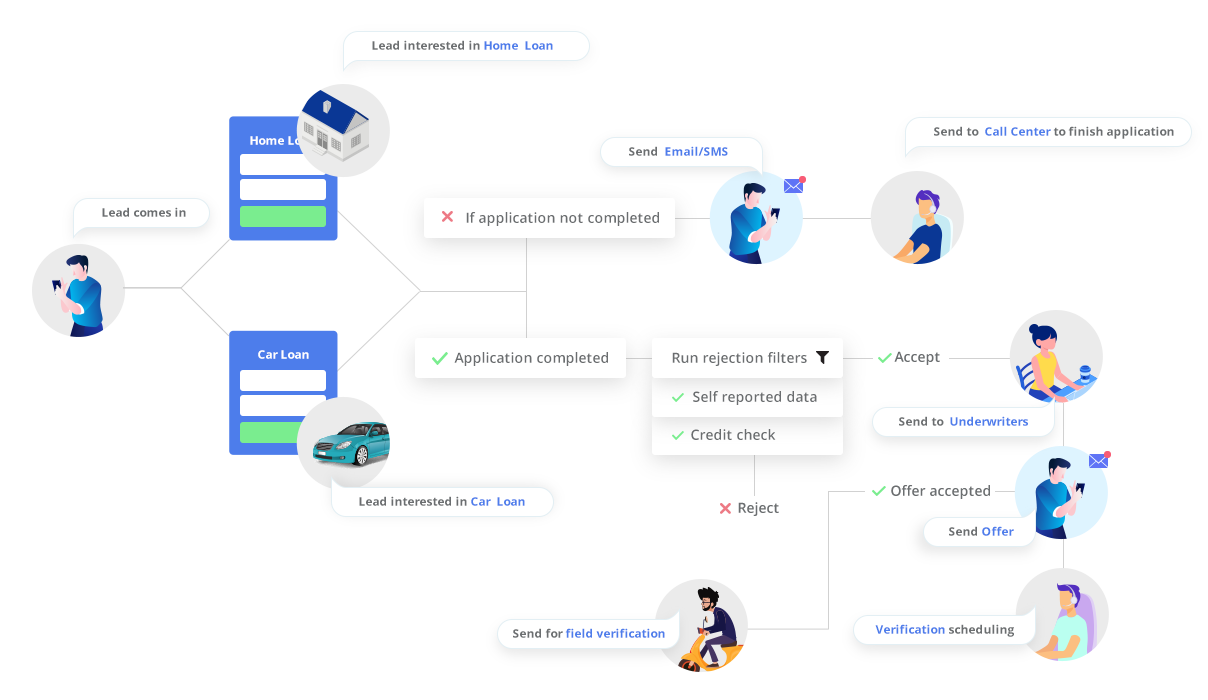 Lead interested in Home Loan
Send to Call Center to finish application
Home Lo
Send Email/SMS
Lead comes in
If application not completed
Car Loan
Application completed
Run rejection filters
Accept
Self reported data
Send to Underwriters
Credit check
Lead interested in Car Loan
Reject
Offer accepted
Send Offer
Send for field verification
Verification scheduling